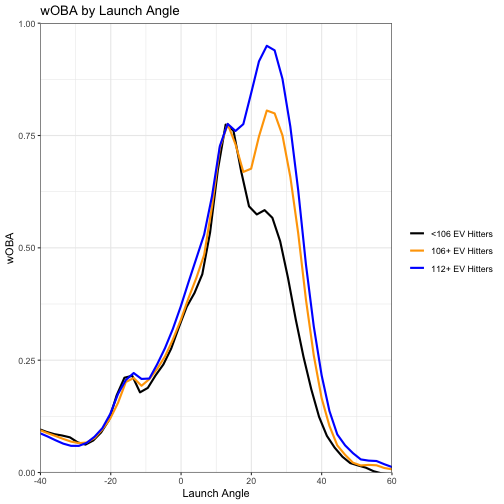 wOBA by Launch Angle
1.00
0.75
0.50
0.25
0.00
wOBA
-40
-20
0
20
40
60
Launch Angle
<106 EV Hitters
106+ EV Hitters
112+ EV Hitters